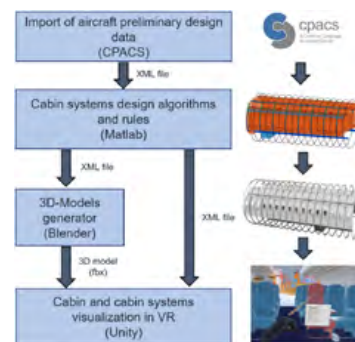 Import of aircraft preliminary design
data
(CPACS)
cpacs
XML file
Cabin systems design algorithms
and rules
(Matlab)
XML file
3D-Models
generator
(Blender)
XML file
3D model
(fbx)
Cabin and cabin systems
visualization in VR
(Unity)